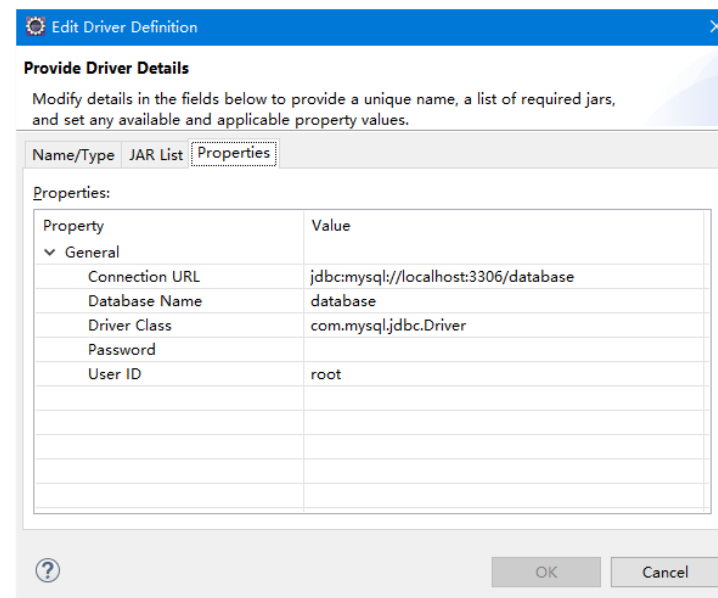 Edit Driver Definition
Provide Driver Details
Modify details in the fields below to provide a unique name, a list of required jars,
and set any available and applicable property values.
Name/Type JAR List Properties
Properties:
Property Value
General
Connection URL jdbc:mysql://localhost:3306/database
Database Name database
Driver Class com.mysql.jdbc.Driver
Password
User ID root
? OK Cancel